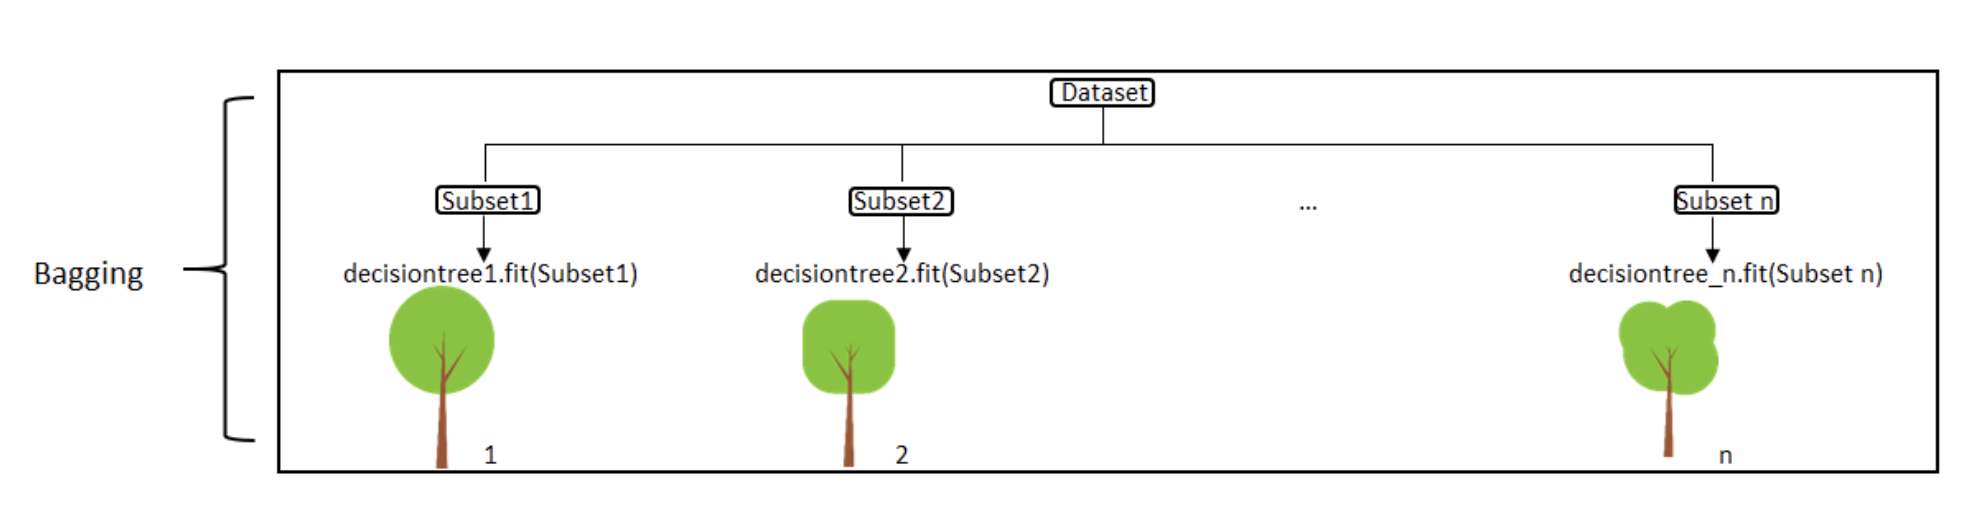 Dataset
Subset1
Subset2
...
Subset n
Bagging
decisiontree1.fit(Subset1)
decisiontree2.fit(Subset2)
decisiontree_n.fit(Subset n)
1
2
n